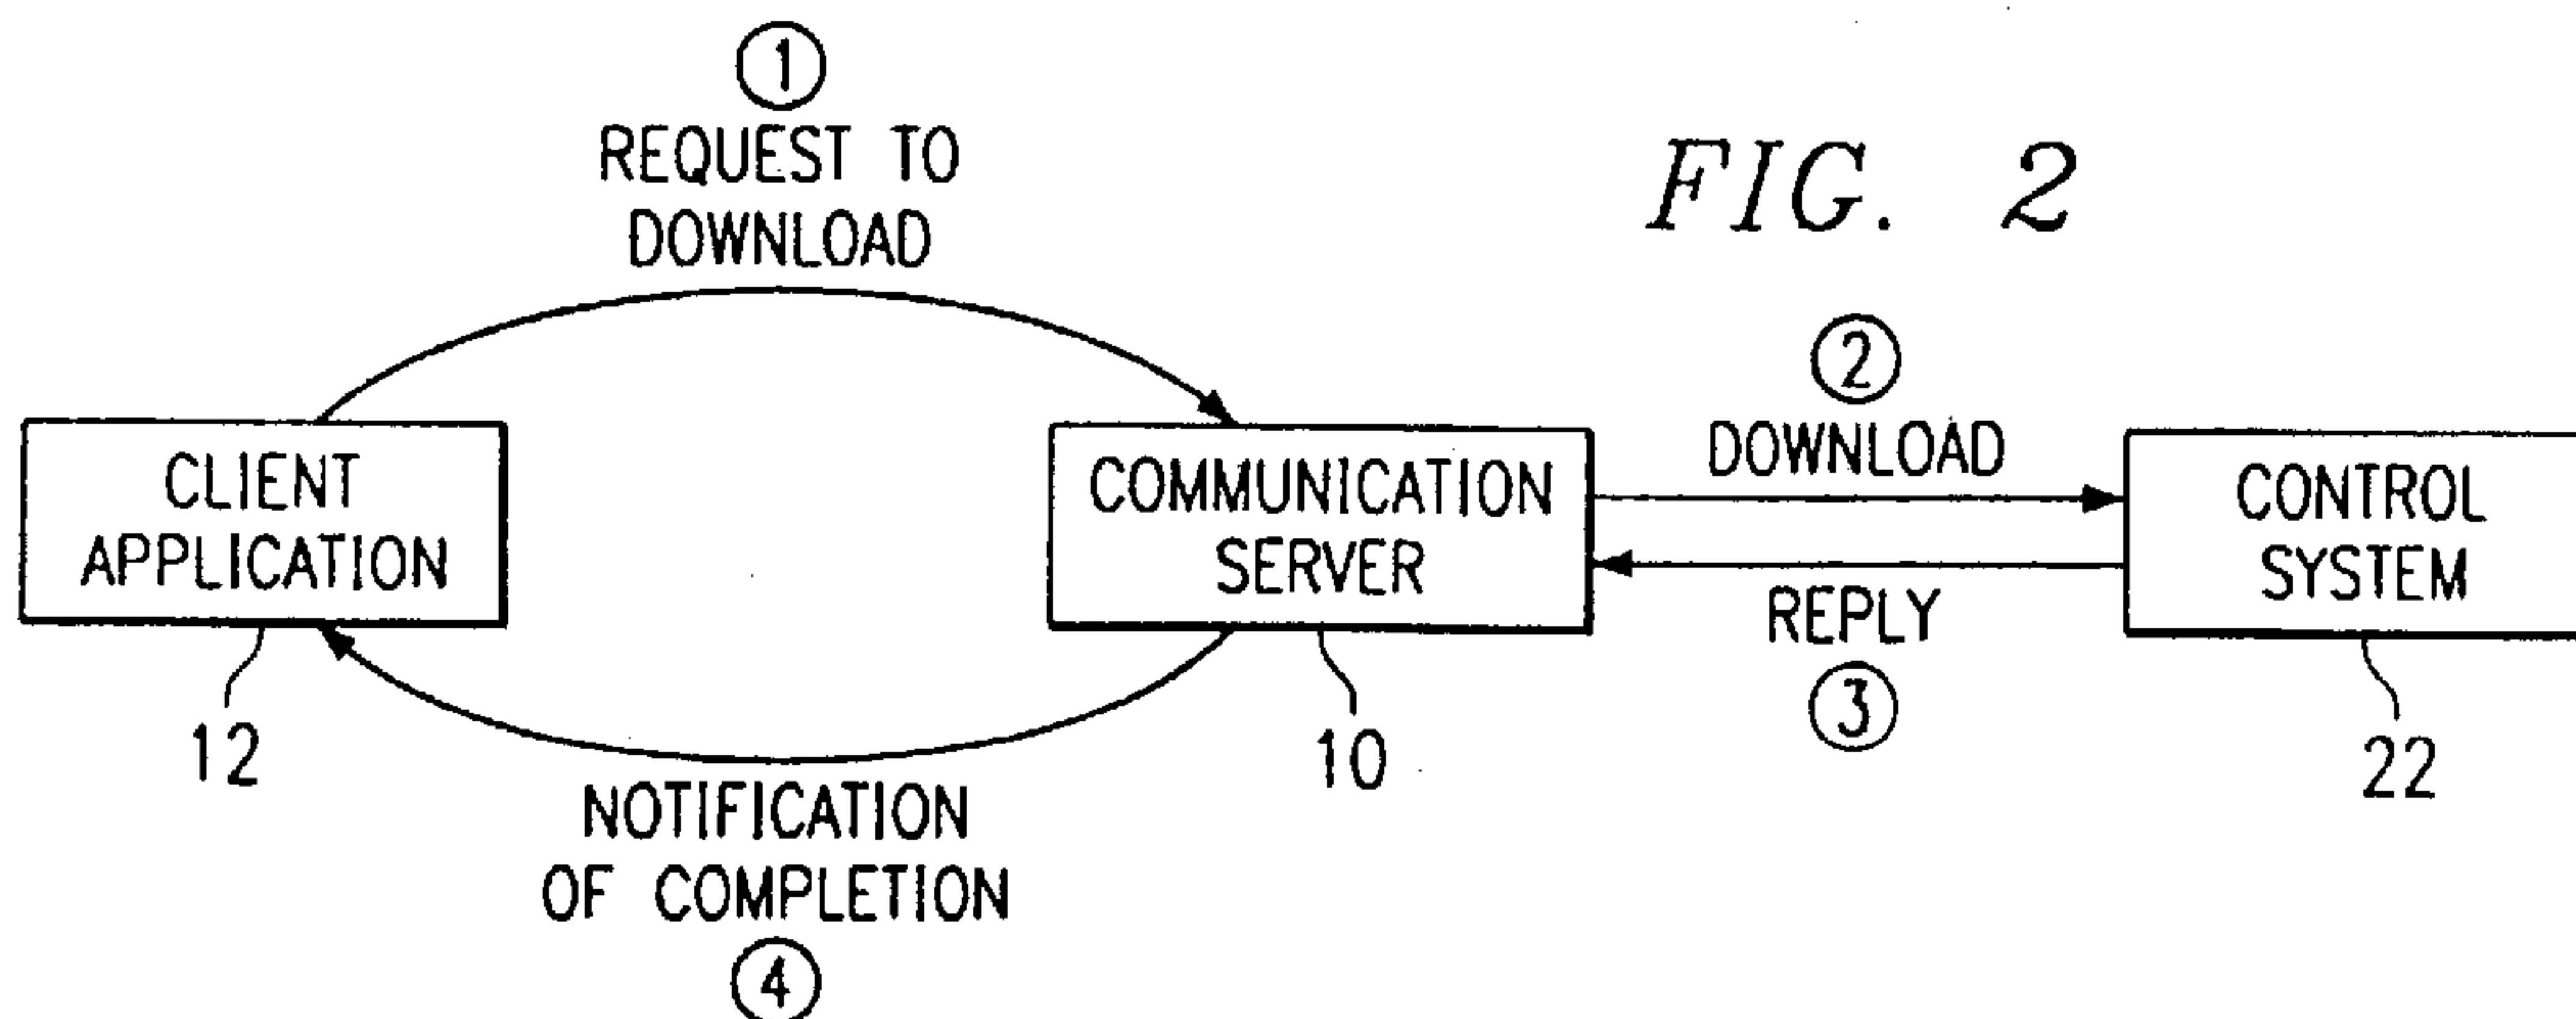 ①
REQUEST TO
DOWNLOAD
FIG. 2
②
DOWNLOAD
CLIENT
APPLICATION
COMMUNICATION
SERVER
CONTROL
SYSTEM
REPLY
③
12
10
22
NOTIFICATION
OF COMPLETION
④